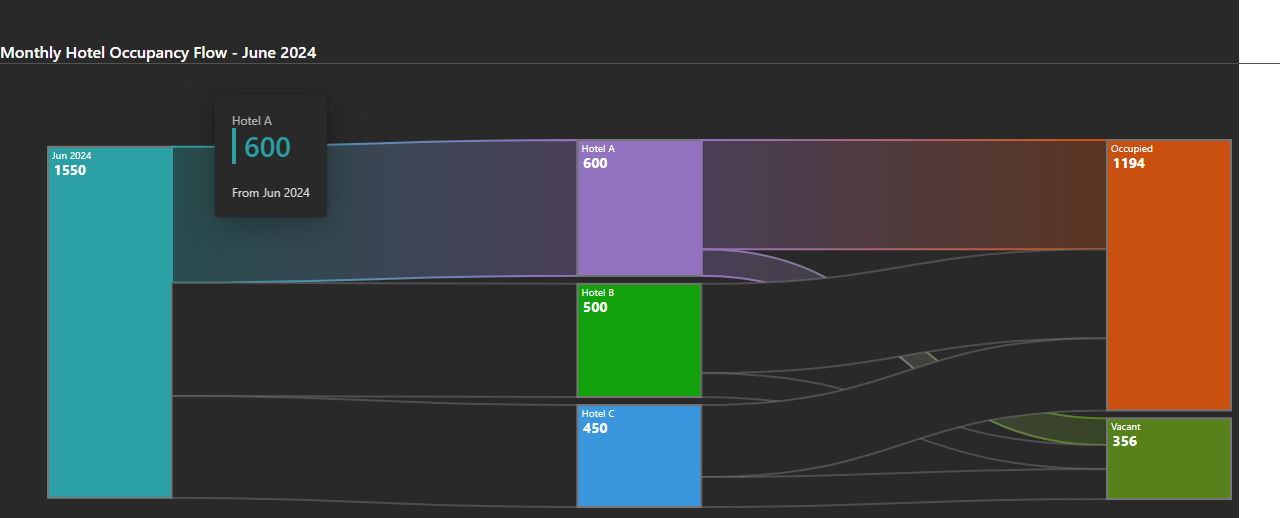 Monthly Hotel Occupancy Flow - June 2024
Hotel A
600
From Jun 2024
Jun 2024
1550
Hotel A
600
Hotel B
500
Hotel C
450
Occupied
1194
Vacant
356